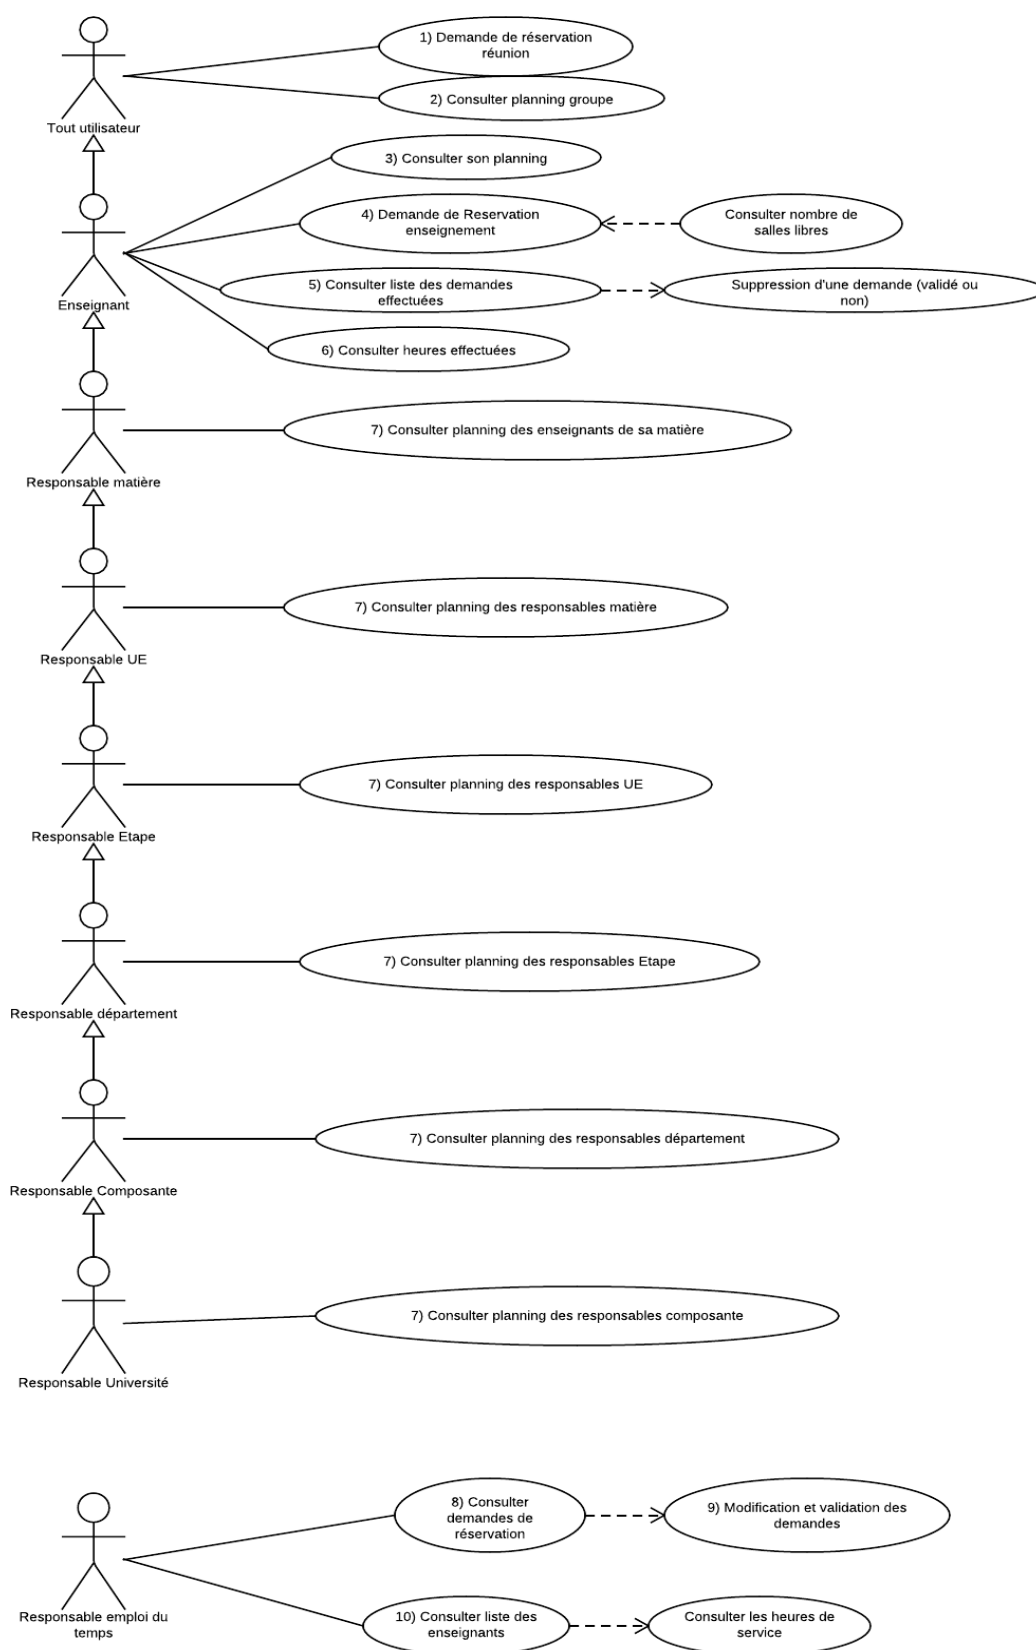 1) Demande de réservation
réunion
2) Consulter planning groupe
Tout utilisateur
3) Consulter son planning
4) Demande de Reservation
enseignement
Consulter nombre de
salles libres
5) Consulter liste des demandes
effectuées
Suppression d'une demande (validé ou
non)
Enseignant
6) Consulter heures effectuées
7) Consulter planning des enseignants de sa matière
Responsable matière
7) Consulter planning des responsables matière
Responsable UE
7) Consulter planning des responsables UE
Responsable Etape
7) Consulter planning des responsables Etape
Responsable département
7) Consulter planning des responsables département
Responsable Composante
7) Consulter planning des responsables composante
Responsable Université
8) Consulter
demandes de
réservation
9) Modification et validation des
demandes
Responsable emploi du
temps
10) Consulter liste des
enseignants
Consulter les heures de
service